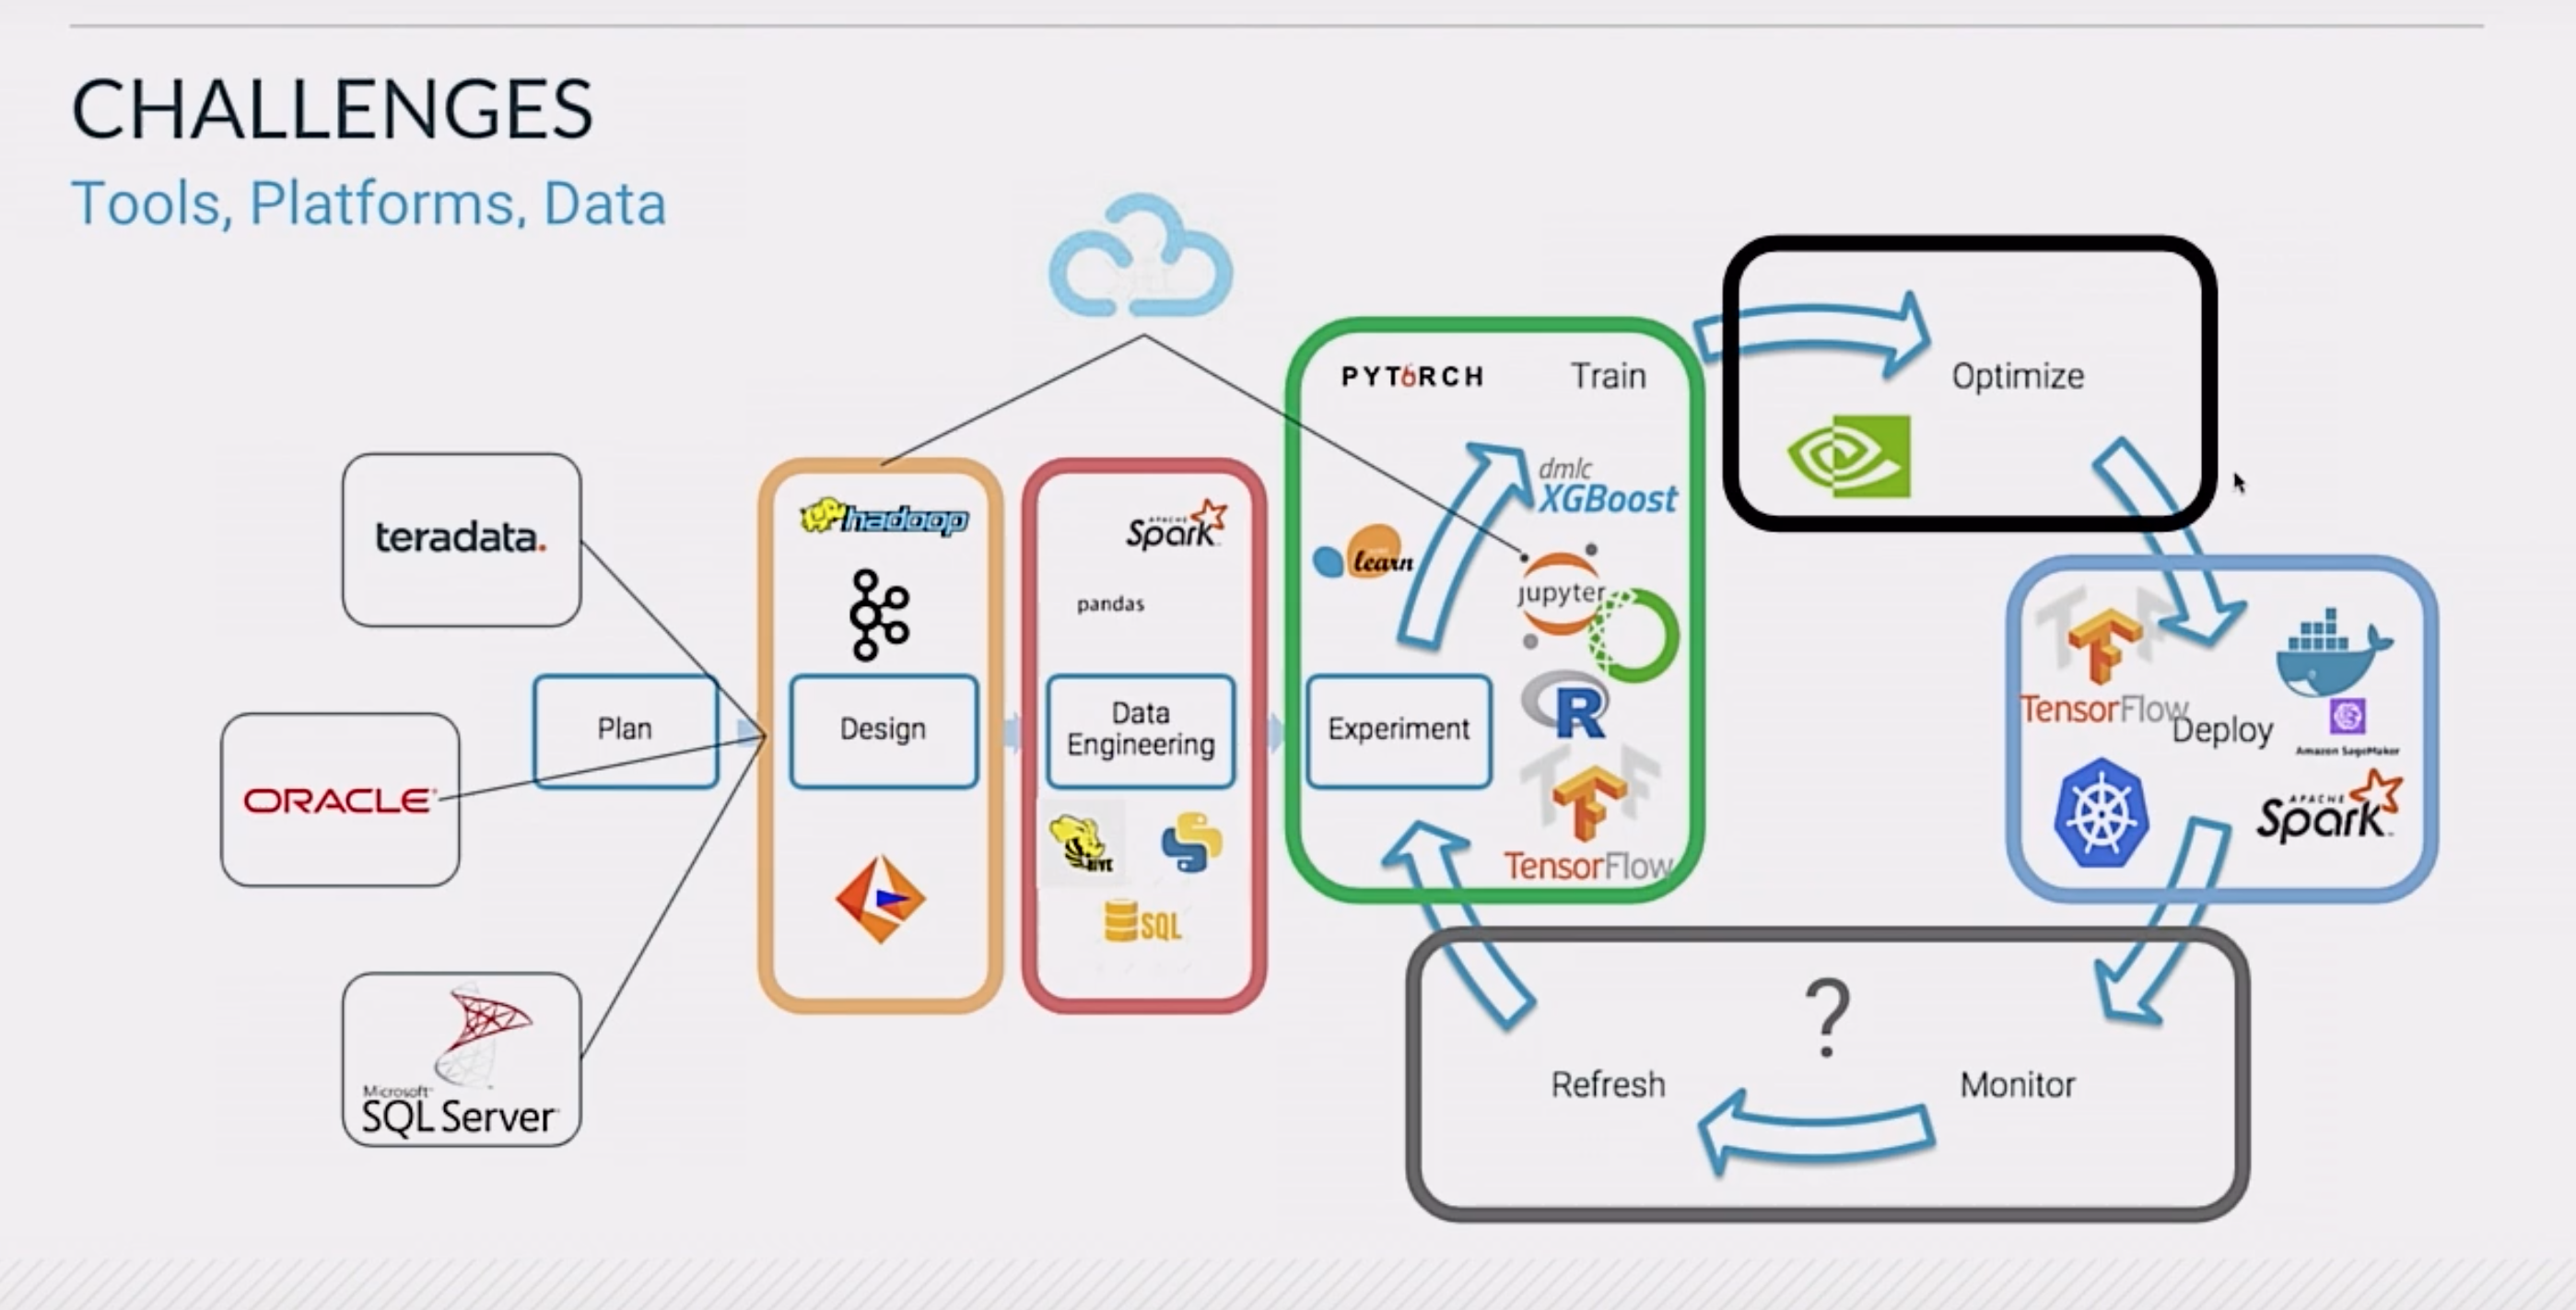 CHALLENGES
Tools, Platforms, Data
teradata.
ORACLE
Microsoft
SQL Server
Plan
hadoop
Design
APACHE
Spark
pandas
Data
Engineering
HIVE
SQL
PYTORCH
Train
dmlc
XGBoost
learn
jupyter
R
Experiment
TensorFlow
Optimize
TensorFlow
Deploy
Amazon SageMaker
APACHE
Spark
?
Refresh
Monitor